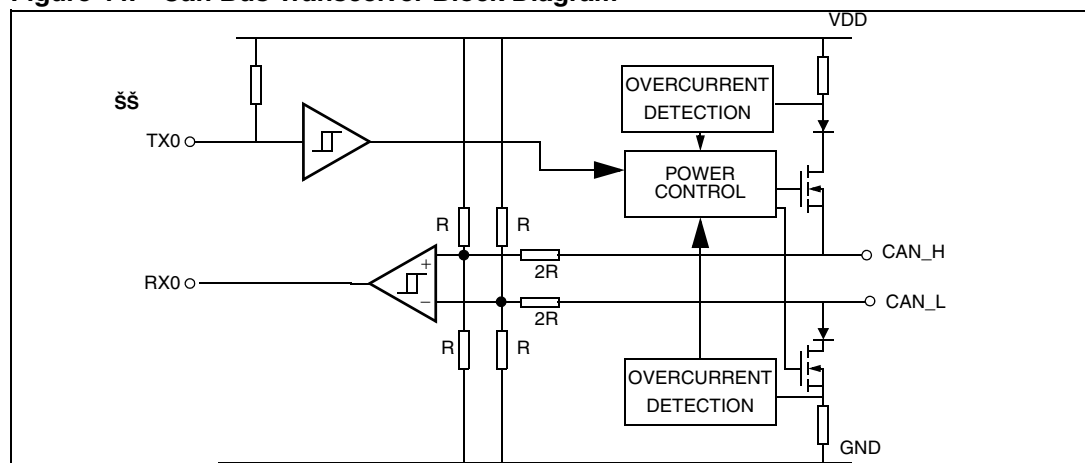 Figure 14. Can Bus Transceiver Block Diagram
VDD
OVERCURRENT
DETECTION
ŠŠ
TX0
POWER
CONTROL
R
R
CAN_H
+
2R
RX0
−
CAN_L
2R
R
R
OVERCURRENT
DETECTION
GND